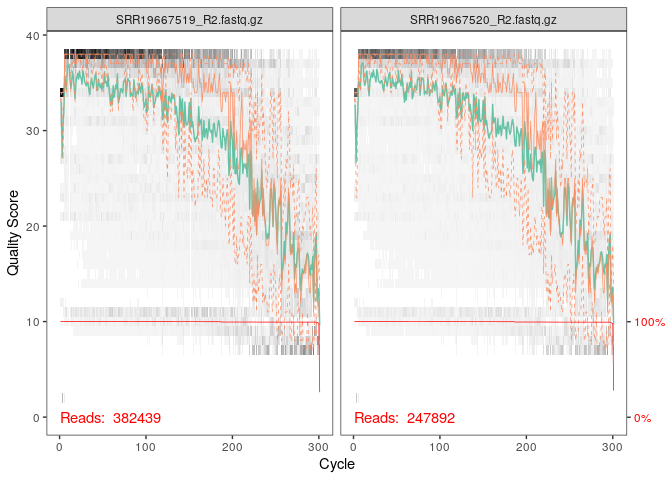 SRR19667519_R2.fastq.gz
SRR19667520_R2.fastq.gz
Quality Score
40
30
20
10
0
Reads: 382439
Reads: 247892
100%
0%
0 100 200 300
0 100 200 300
Cycle